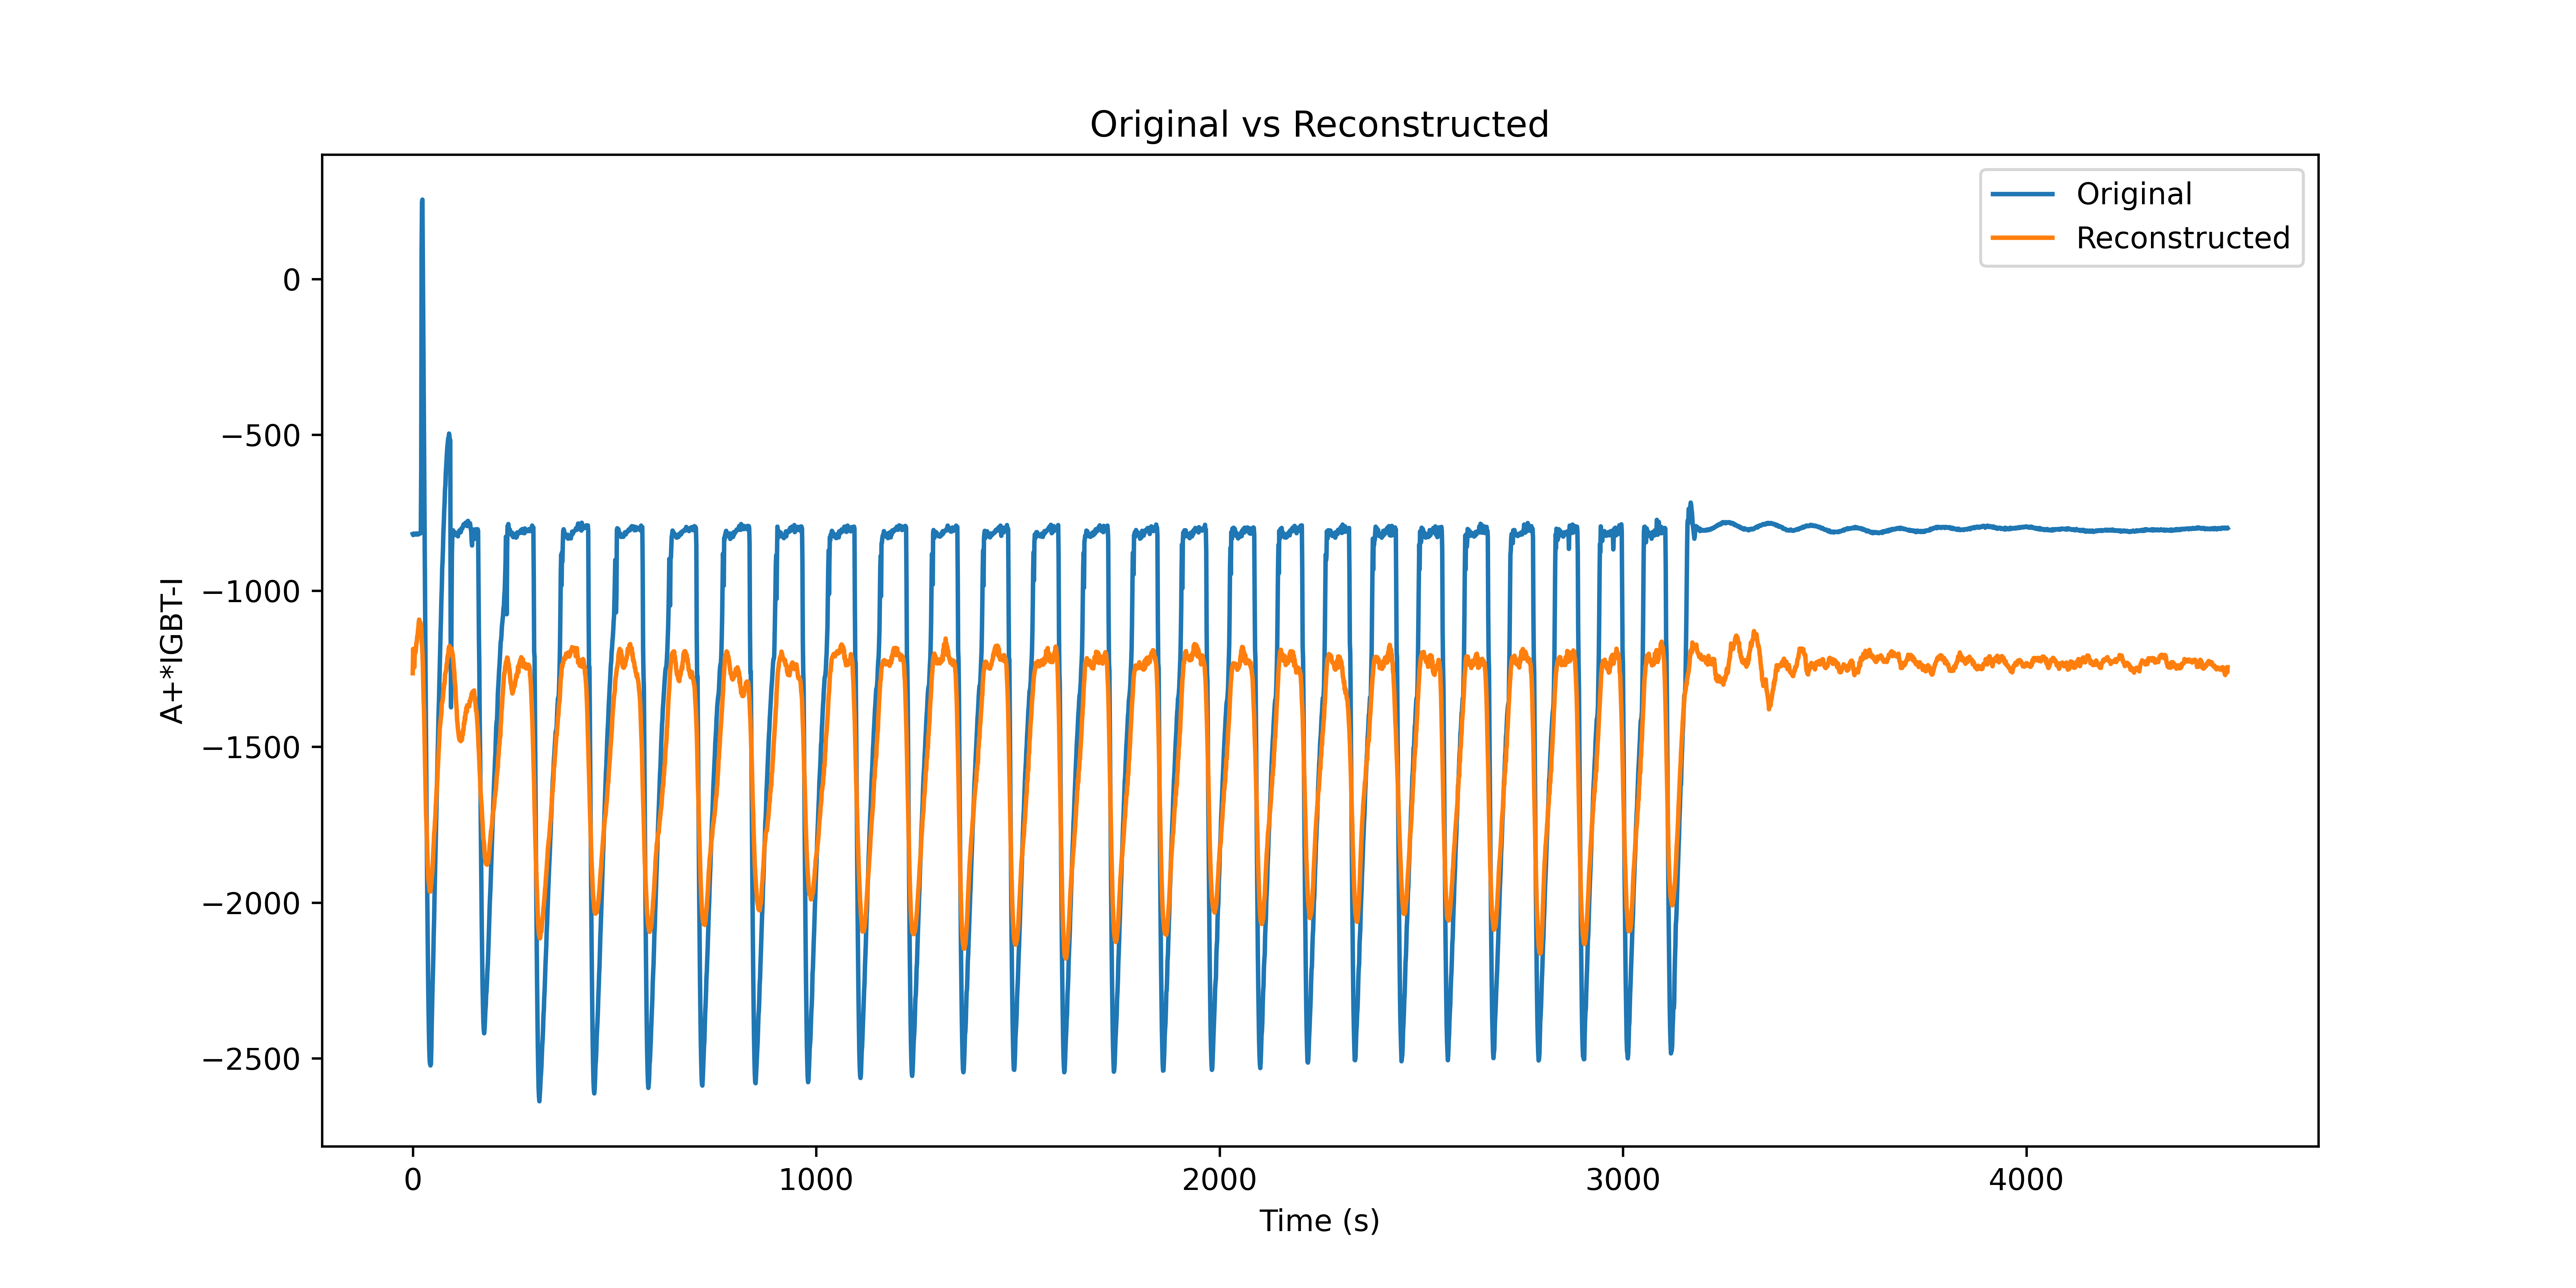 Original vs Reconstructed
Original
Reconstructed
0
−500
−1000
−1500
−2000
−2500
A+*IGBT-I
0
1000
2000
3000
4000
Time (s)